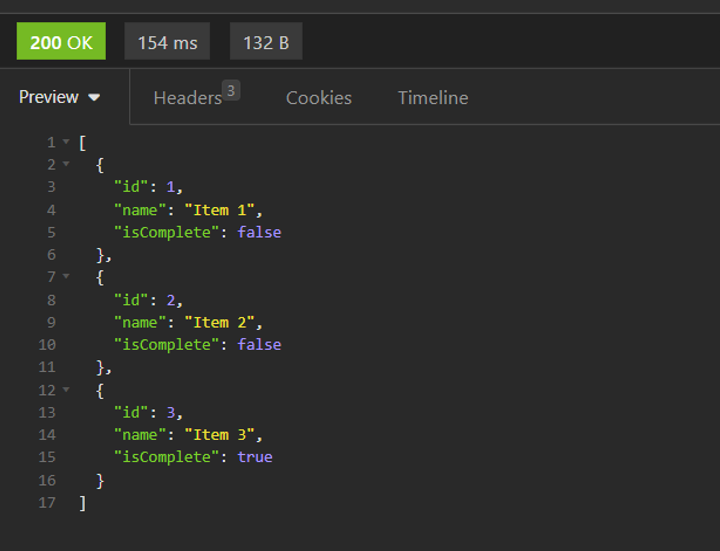 200 OK 154 ms 132 B
Preview Headers 3 Cookies Timeline
1 [
2 {
3 "id": 1,
4 "name": "Item 1",
5 "isComplete": false
6 },
7 {
8 "id": 2,
9 "name": "Item 2",
10 "isComplete": false
11 },
12 {
13 "id": 3,
14 "name": "Item 3",
15 "isComplete": true
16 }
17 ]